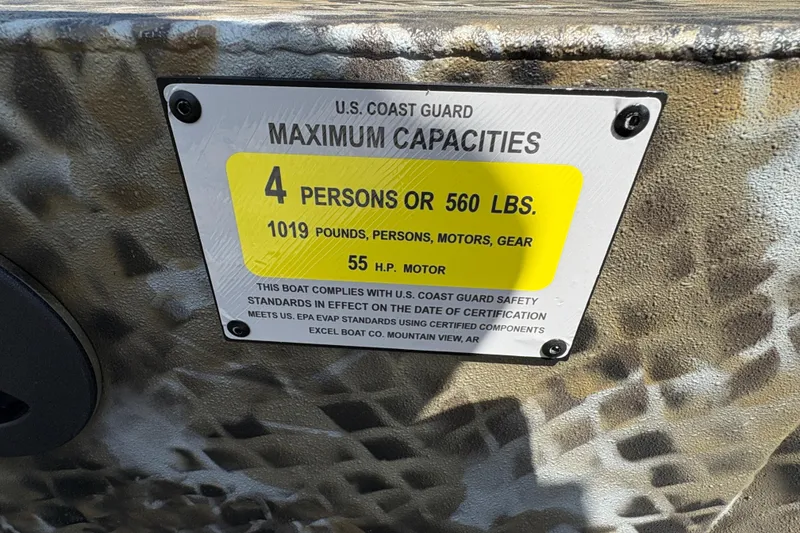 U.S. COAST GUARD
MAXIMUM CAPACITIES
4 PERSONS OR 560 LBS.
1019 POUNDS, PERSONS, MOTORS, GEAR
55 H.P. MOTOR
THIS BOAT COMPLIES WITH U.S. COAST GUARD SAFETY
STANDARDS IN EFFECT ON THE DATE OF CERTIFICATION
MEETS US. EPA EVAP STANDARDS USING CERTIFIED COMPONENTS
EXCEL BOAT CO. MOUNTAIN VIEW, AR